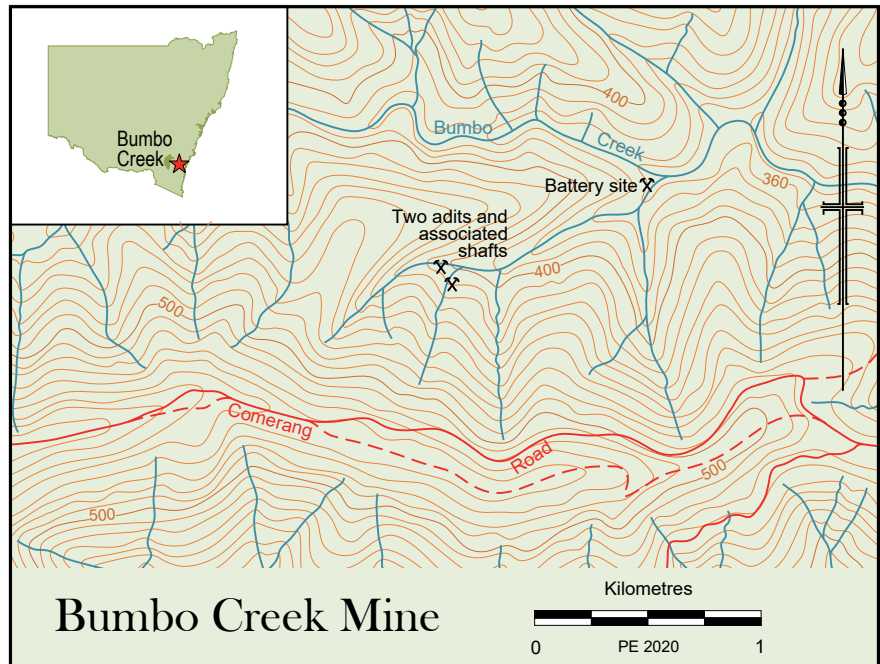 Bumbo
Creek
Bumbo
Creek
400
Battery site
360
Two adits and
associated
shafts
400
500
Comerang
Road
500
500
Bumbo Creek Mine
Kilometres
0
PE 2020
1